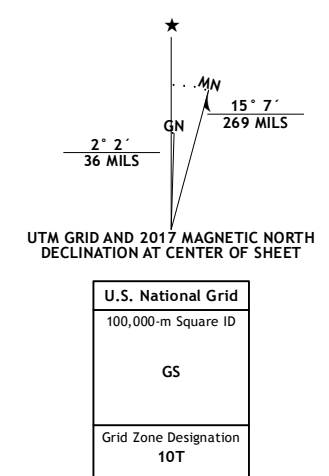 ★
MN
15° 7´
269 MILS
GN
2° 2´
36 MILS
UTM GRID AND 2017 MAGNETIC NORTH
DECLINATION AT CENTER OF SHEET
U.S. National Grid
100,000-m Square ID
GS
Grid Zone Designation
10T